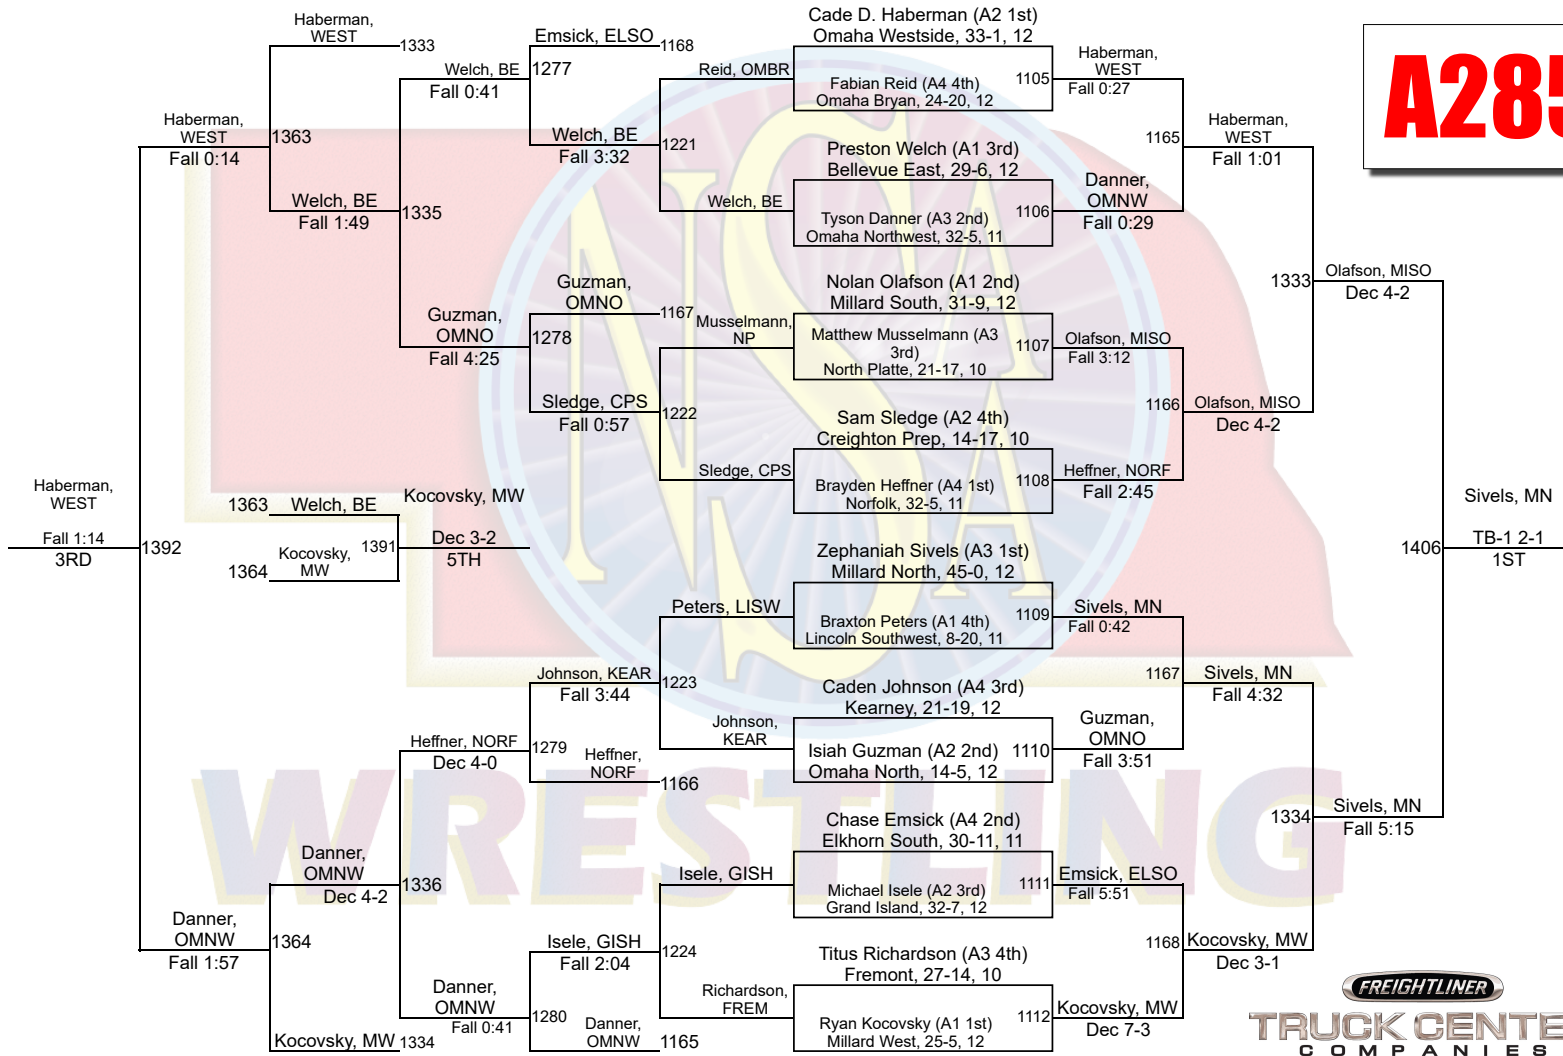 Haberman,
WEST
1333
Emsick, ELSO
1168
Cade D. Haberman (A2 1st)
Omaha Westside, 33-1, 12
Haberman,
WEST
Fall 0:27
A285
Welch, BE
Fall 0:41
1277
Reid, OMBR
Fabian Reid (A4 4th)
Omaha Bryan, 24-20, 12
1105
Haberman,
WEST
Fall 0:14
1363
Welch, BE
Fall 3:32
1221
Preston Welch (A1 3rd)
Bellevue East, 29-6, 12
1165
Haberman,
WEST
Fall 1:01
Welch, BE
Fall 1:49
1335
Welch, BE
Tyson Danner (A3 2nd)
Omaha Northwest, 32-5, 11
1106
Danner,
OMNW
Fall 0:29
Guzman,
OMNO
1167
Nolan Olafson (A1 2nd)
Millard South, 31-9, 12
1333
Olafson, MISO
Dec 4-2
Guzman,
OMNO
Fall 4:25
1278
Musselmann,
NP
Matthew Musselmann (A3
3rd)
North Platte, 21-17, 10
1107
Olafson, MISO
Fall 3:12
Sledge, CPS
Fall 0:57
1222
Sam Sledge (A2 4th)
Creighton Prep, 14-17, 10
1166
Olafson, MISO
Dec 4-2
Sledge, CPS
Brayden Heffner (A4 1st)
Norfolk, 32-5, 11
1108
Heffner, NORF
Fall 2:45
Haberman,
WEST
Fall 1:14
3RD
1392
1363
Welch, BE
Kocovsky, MW
1364
Kocovsky,
MW
1391
Dec 3-2
5TH
1406
Sivels, MN
TB-1 2-1
1ST
Zephaniah Sivels (A3 1st)
Millard North, 45-0, 12
Peters, LISW
Braxton Peters (A1 4th)
Lincoln Southwest, 8-20, 11
1109
Sivels, MN
Fall 0:42
Johnson, KEAR
Fall 3:44
1223
Caden Johnson (A4 3rd)
Kearney, 21-19, 12
1167
Sivels, MN
Fall 4:32
Heffner, NORF
Dec 4-0
1279
Heffner,
NORF
1166
Johnson,
KEAR
Isiah Guzman (A2 2nd)
Omaha North, 14-5, 12
1110
Guzman,
OMNO
Fall 3:51
WRESTLING
NSAA
Chase Emsick (A4 2nd)
Elkhorn South, 30-11, 11
1334
Sivels, MN
Fall 5:15
Danner,
OMNW
Dec 4-2
1336
Isele, GISH
Michael Isele (A2 3rd)
Grand Island, 32-7, 12
1111
Emsick, ELSO
Fall 5:51
Danner,
OMNW
Fall 1:57
1364
Isele, GISH
Fall 2:04
1224
Titus Richardson (A3 4th)
Fremont, 27-14, 10
1168
Kocovsky, MW
Dec 3-1
Danner,
OMNW
Fall 0:41
1280
Danner,
OMNW
1165
Richardson,
FREM
Ryan Kocovsky (A1 1st)
Millard West, 25-5, 12
1112
Kocovsky, MW
Dec 7-3
Kocovsky, MW
1334
FREIGHTLINER
TRUCK CENTE
COMPANIES